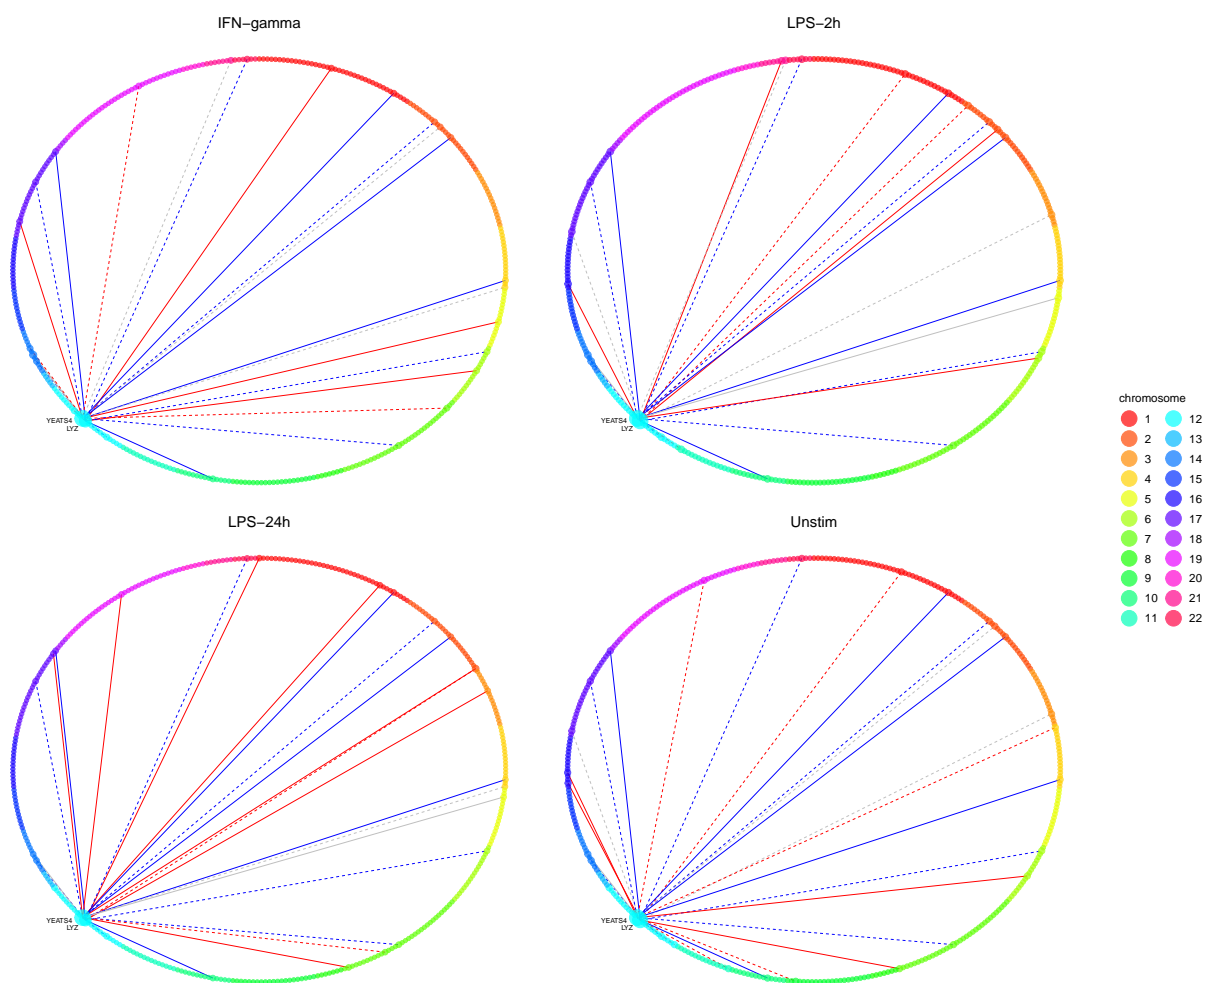 IFN−gamma
LPS−2h
YEATS4
LYZ
YEATS4
LYZ
LPS−24h
Unstim
YEATS4
LYZ
YEATS4
LYZ
chromosome
1 12
2 13
3 14
4 15
5 16
6 17
7 18
8 19
9 20
10 21
11 22